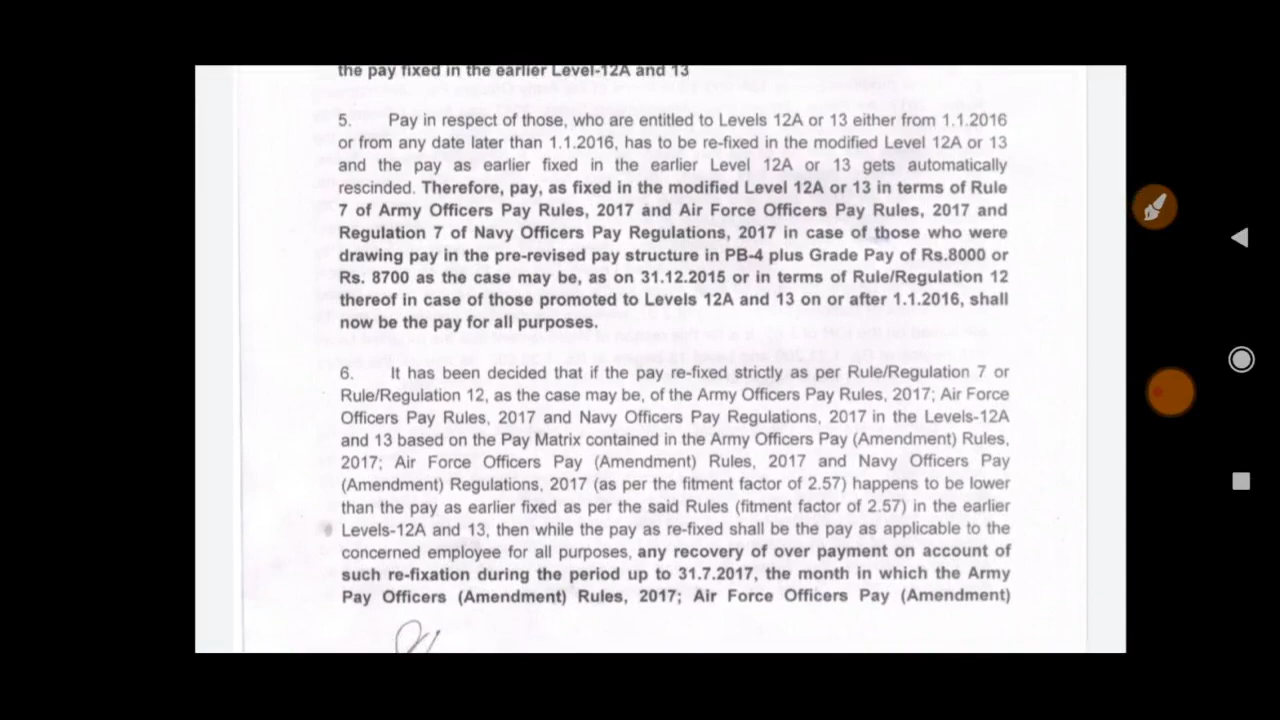 the pay fixed in the earlier Level-12A and 13
5. Pay in respect of those, who are entitled to Levels 12A or 13 either from 1.1.2016
or from any date later than 1.1.2016, has to be re-fixed in the modified Level 12A or 13
and the pay as earlier fixed in the earlier Level 12A or 13 gets automatically
rescinded. Therefore, pay, as fixed in the modified Level 12A or 13 in terms of Rule
7 of Army Officers Pay Rules, 2017 and Air Force Officers Pay Rules, 2017 and
Regulation 7 of Navy Officers Pay Regulations, 2017 in case of those who were
drawing pay in the pre-revised pay structure in PB-4 plus Grade Pay of Rs.8000 or
Rs. 8700 as the case may be, as on 31.12.2015 or in terms of Rule/Regulation 12
thereof in case of those promoted to Levels 12A and 13 on or after 1.1.2016, shall
now be the pay for all purposes.
6. It has been decided that if the pay re-fixed strictly as per Rule/Regulation 7 or
Rule/Regulation 12, as the case may be, of the Army Officers Pay Rules, 2017; Air Force
Officers Pay Rules, 2017 and Navy Officers Pay Regulations, 2017 in the Levels-12A
and 13 based on the Pay Matrix contained in the Army Officers Pay (Amendment) Rules,
2017; Air Force Officers Pay (Amendment) Rules, 2017 and Navy Officers Pay
(Amendment) Regulations, 2017 (as per the fitment factor of 2.57) happens to be lower
than the pay as earlier fixed as per the said Rules (fitment factor of 2.57) in the earlier
Levels-12A and 13, then while the pay as re-fixed shall be the pay as applicable to the
concerned employee for all purposes, any recovery of over payment on account of
such re-fixation during the period up to 31.7.2017, the month in which the Army
Pay Officers (Amendment) Rules, 2017; Air Force Officers Pay (Amendment)